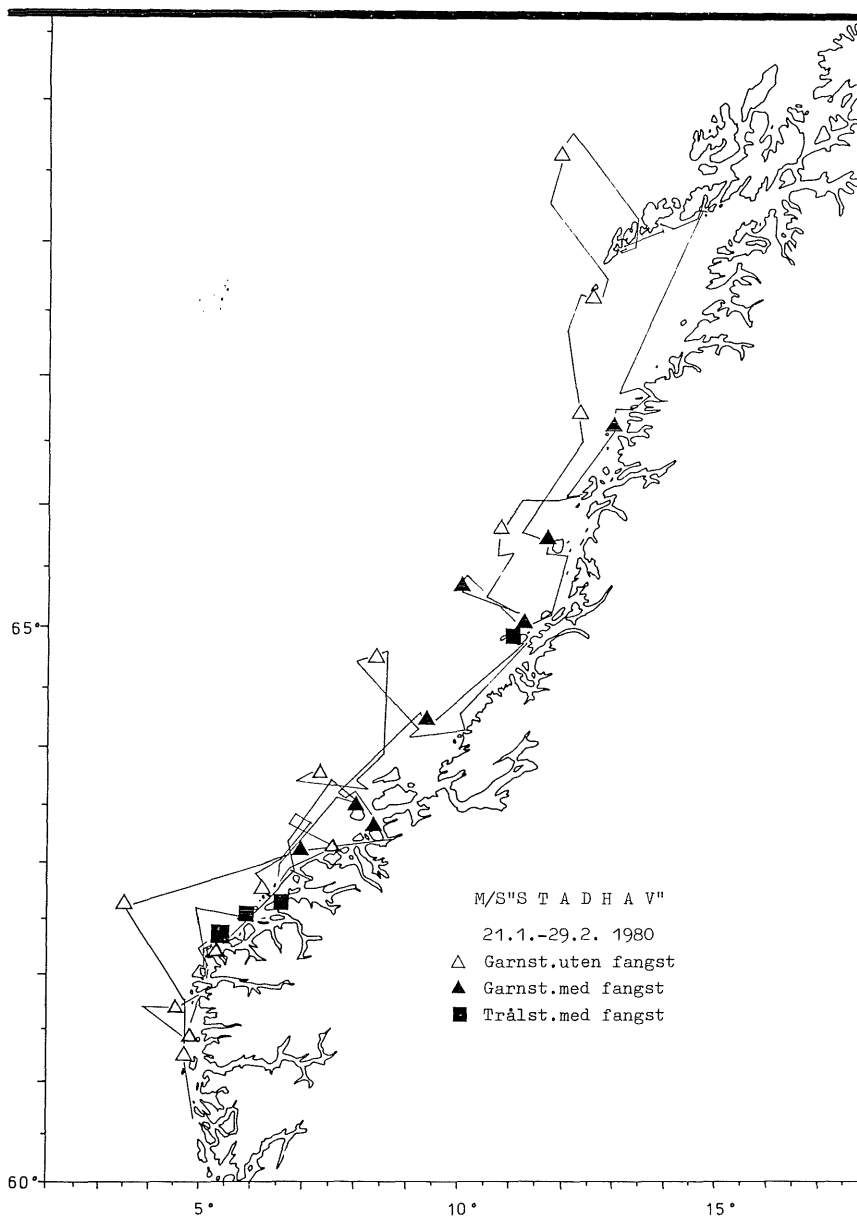 65°
M/S"S T A D H A V"
21.1.-29.2. 1980
Garnst.uten fangst
Garnst.med fangst
Trålst.med fangst
60°
5° 10° 15°